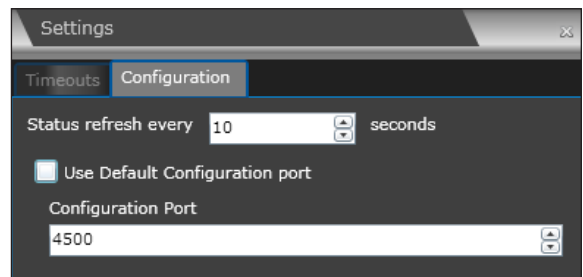 Settings
Timeouts Configuration
Status refresh every 10 seconds
Use Default Configuration port
Configuration Port
4500